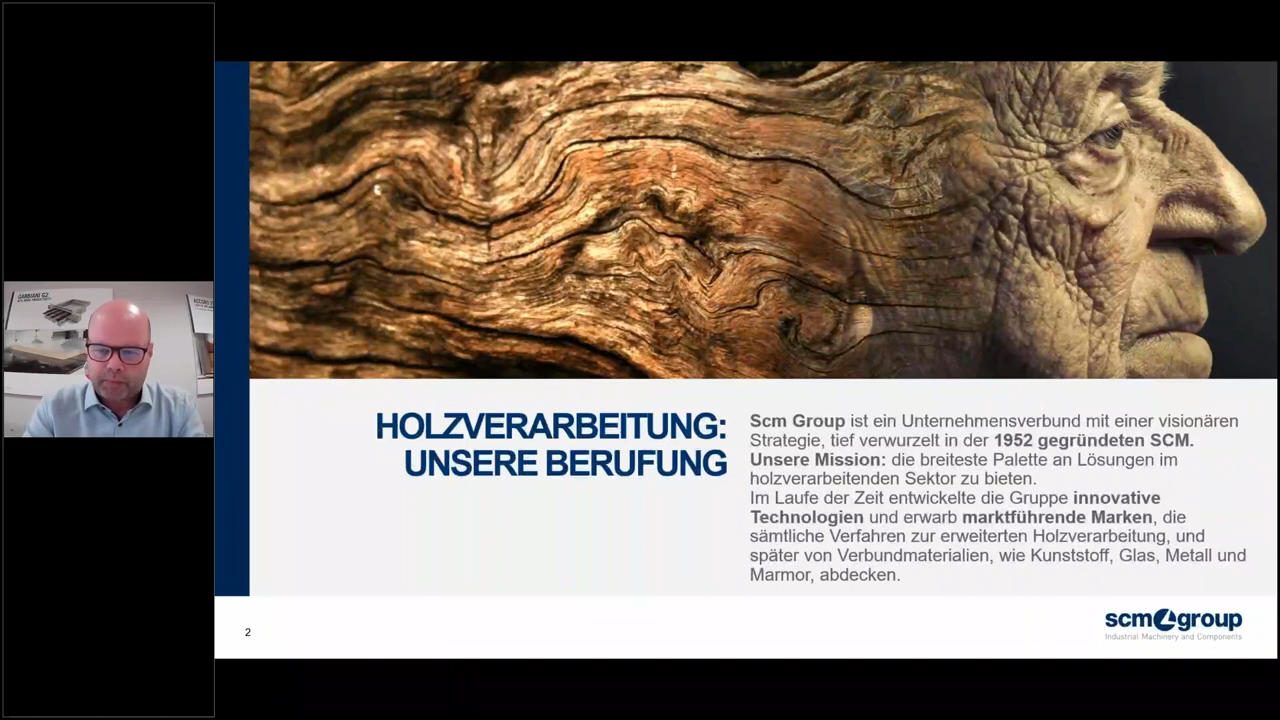 GABBIANI G2
HOLZVERARBEITUNG:
UNSERE BERUFUNG
Scm Group ist ein Unternehmensverbund mit einer visionären
Strategie, tief verwurzelt in der 1952 gegründeten SCM.
Unsere Mission: die breiteste Palette an Lösungen im
holzverarbeitenden Sektor zu bieten.
Im Laufe der Zeit entwickelte die Gruppe innovative
Technologien und erwarb marktführende Marken, die
sämtliche Verfahren zur erweiterten Holzverarbeitung, und
später von Verbundmaterialien, wie Kunststoff, Glas, Metall und
Marmor, abdecken.
2
scm group
Industrial Machinery and Components